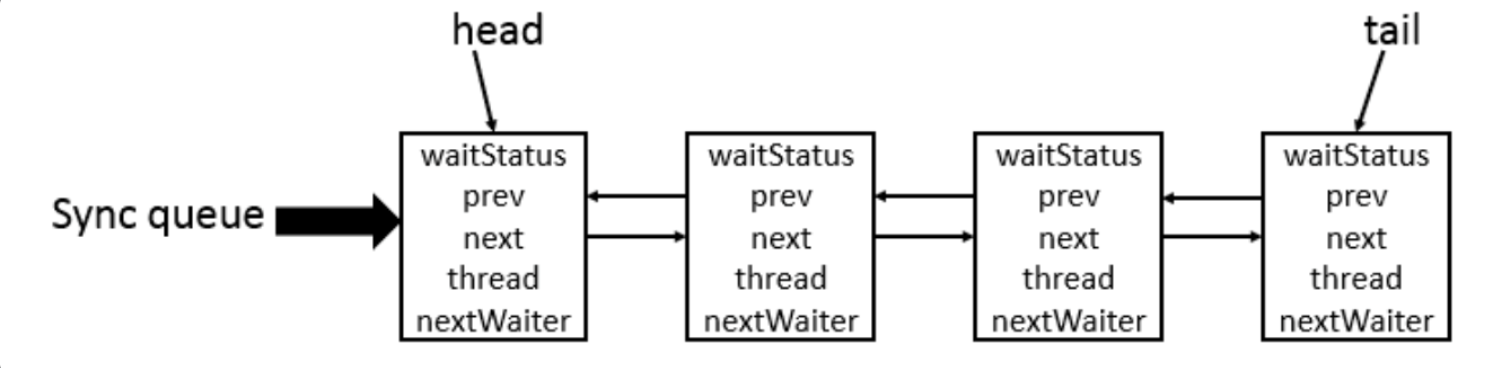 head
tail
Sync queue
waitStatus
prev
next
thread
nextWaiter
waitStatus
prev
next
thread
nextWaiter
waitStatus
prev
next
thread
nextWaiter
waitStatus
prev
next
thread
nextWaiter